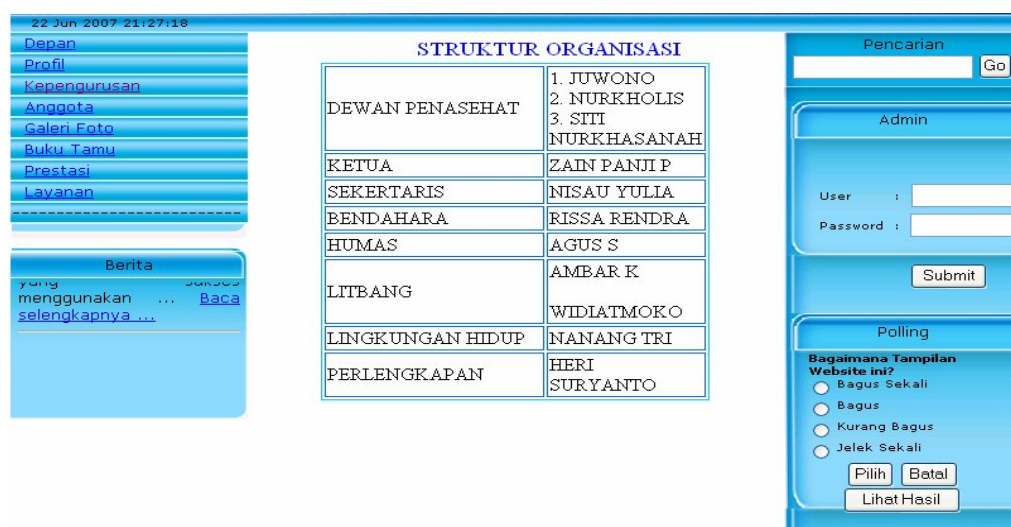 22 Jun 2007 21:27:18
Depan
Profil
Kepengurusan
Anggota
Galeri Foto
Buku Tamu
Prestasi
Layanan
---------------------------
Berita
yang sukses
menggunakan ... Baca
selengkapnya ...
STRUKTUR ORGANISASI
DEWAN PENASEHAT
1. JUWONO
2. NURKHOLIS
3. SITI
NURKHASANAH
KETUA ZAIN PANJI P
SEKERTARIS NISAU YULIA
BENDAHARA RISSA RENDRA
HUMAS AGUS S
LITBANG
AMBAR K
WIDIATMOKO
LINGKUNGAN HIDUP NANANG TRI
PERLENGKAPAN
HERI
SURYANTO
Pencarian
Go
Admin
User :
Password :
Submit
Polling
Bagaimana Tampilan
Website ini?
Bagus Sekali
Bagus
Kurang Bagus
Jelek Sekali
Pilih Batal
Lihat Hasil